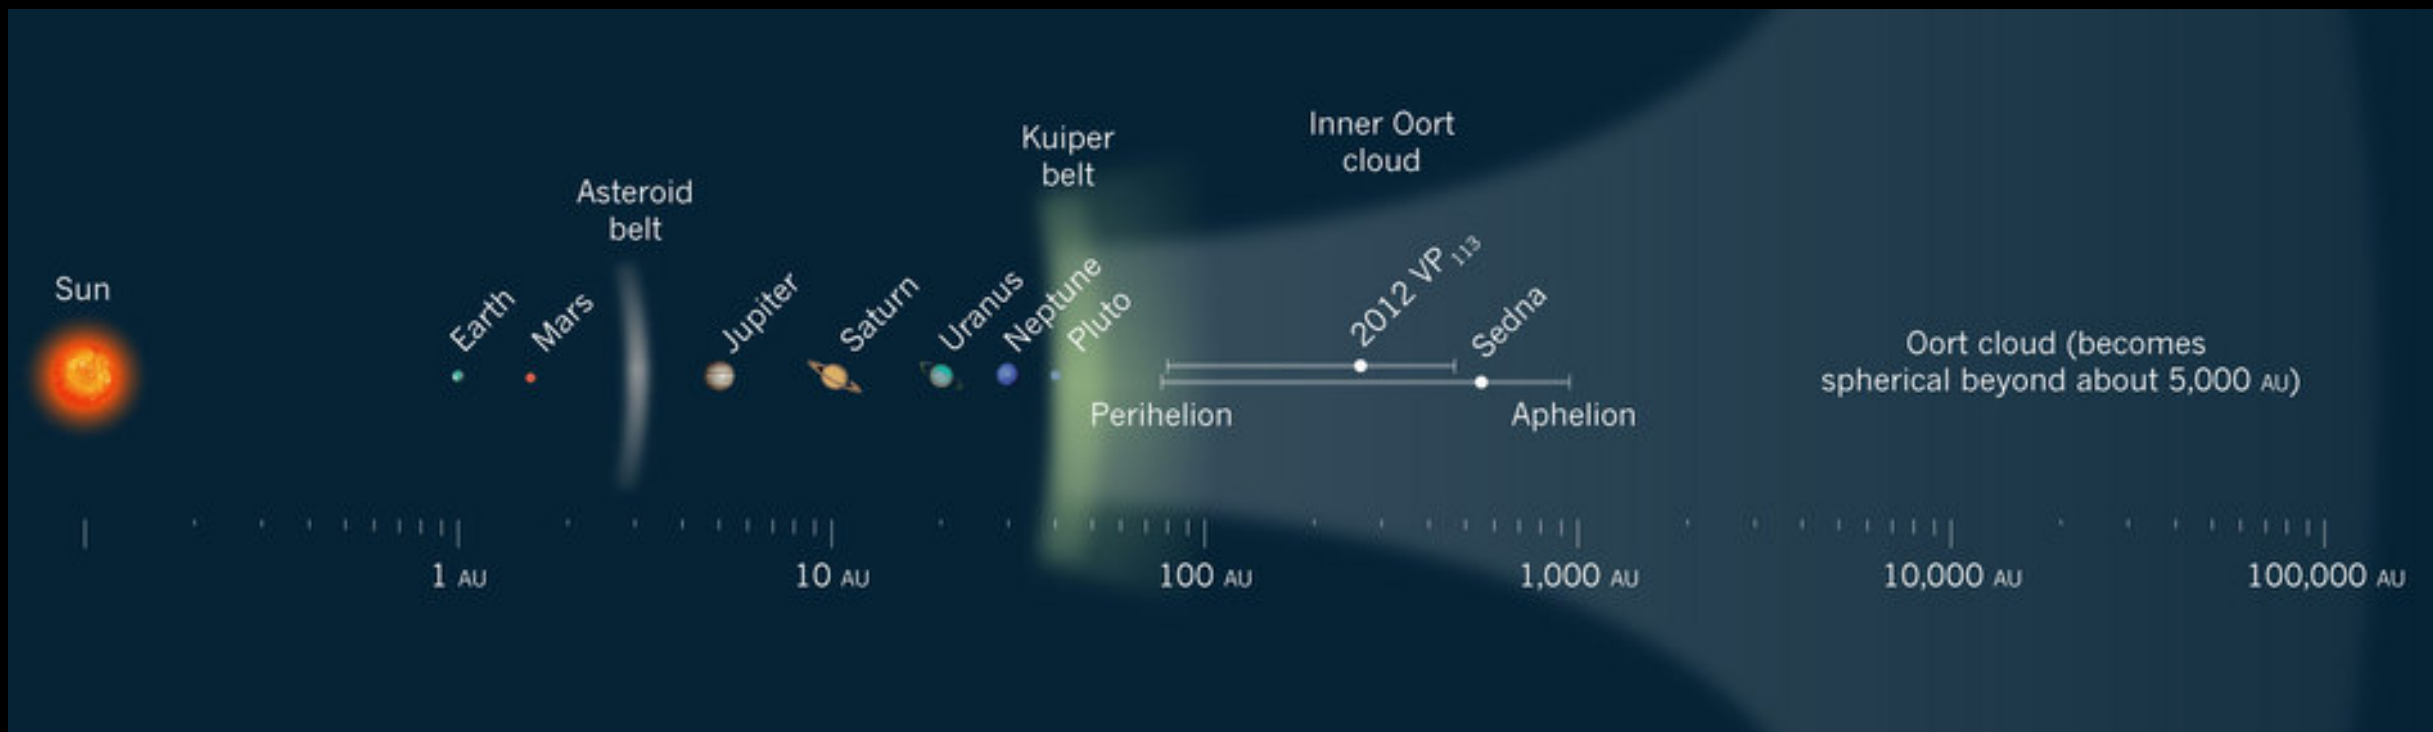 Sun
Earth
Mars
Asteroid
belt
Jupiter
Saturn
Uranus
Neptune
Pluto
Kuiper
belt
Inner Oort
cloud
2012 VP₁₁₃
Sedna
Perihelion
Aphelion
Oort cloud (becomes
spherical beyond about 5,000 AU)
1 AU
10 AU
100 AU
1,000 AU
10,000 AU
100,000 AU